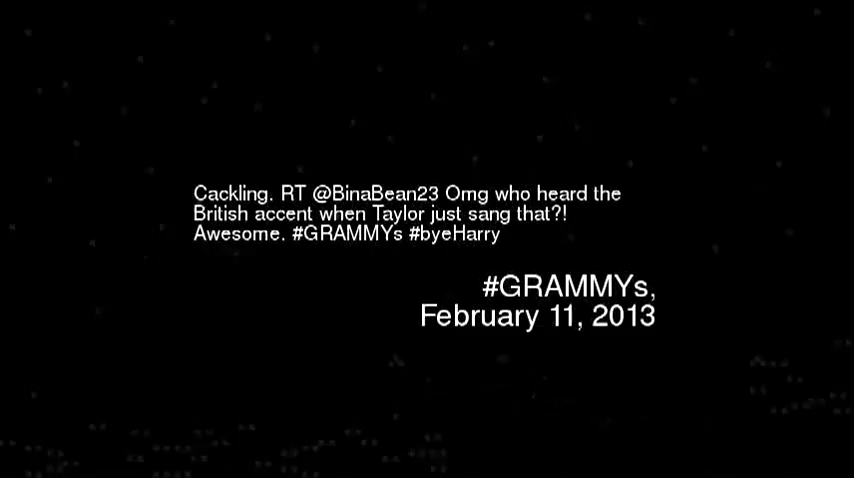 Cackling. RT @BinaBean23 Omg who heard the
British accent when Taylor just sang that?!
Awesome. #GRAMMYs #byeHarry
#GRAMMYs,
February 11, 2013